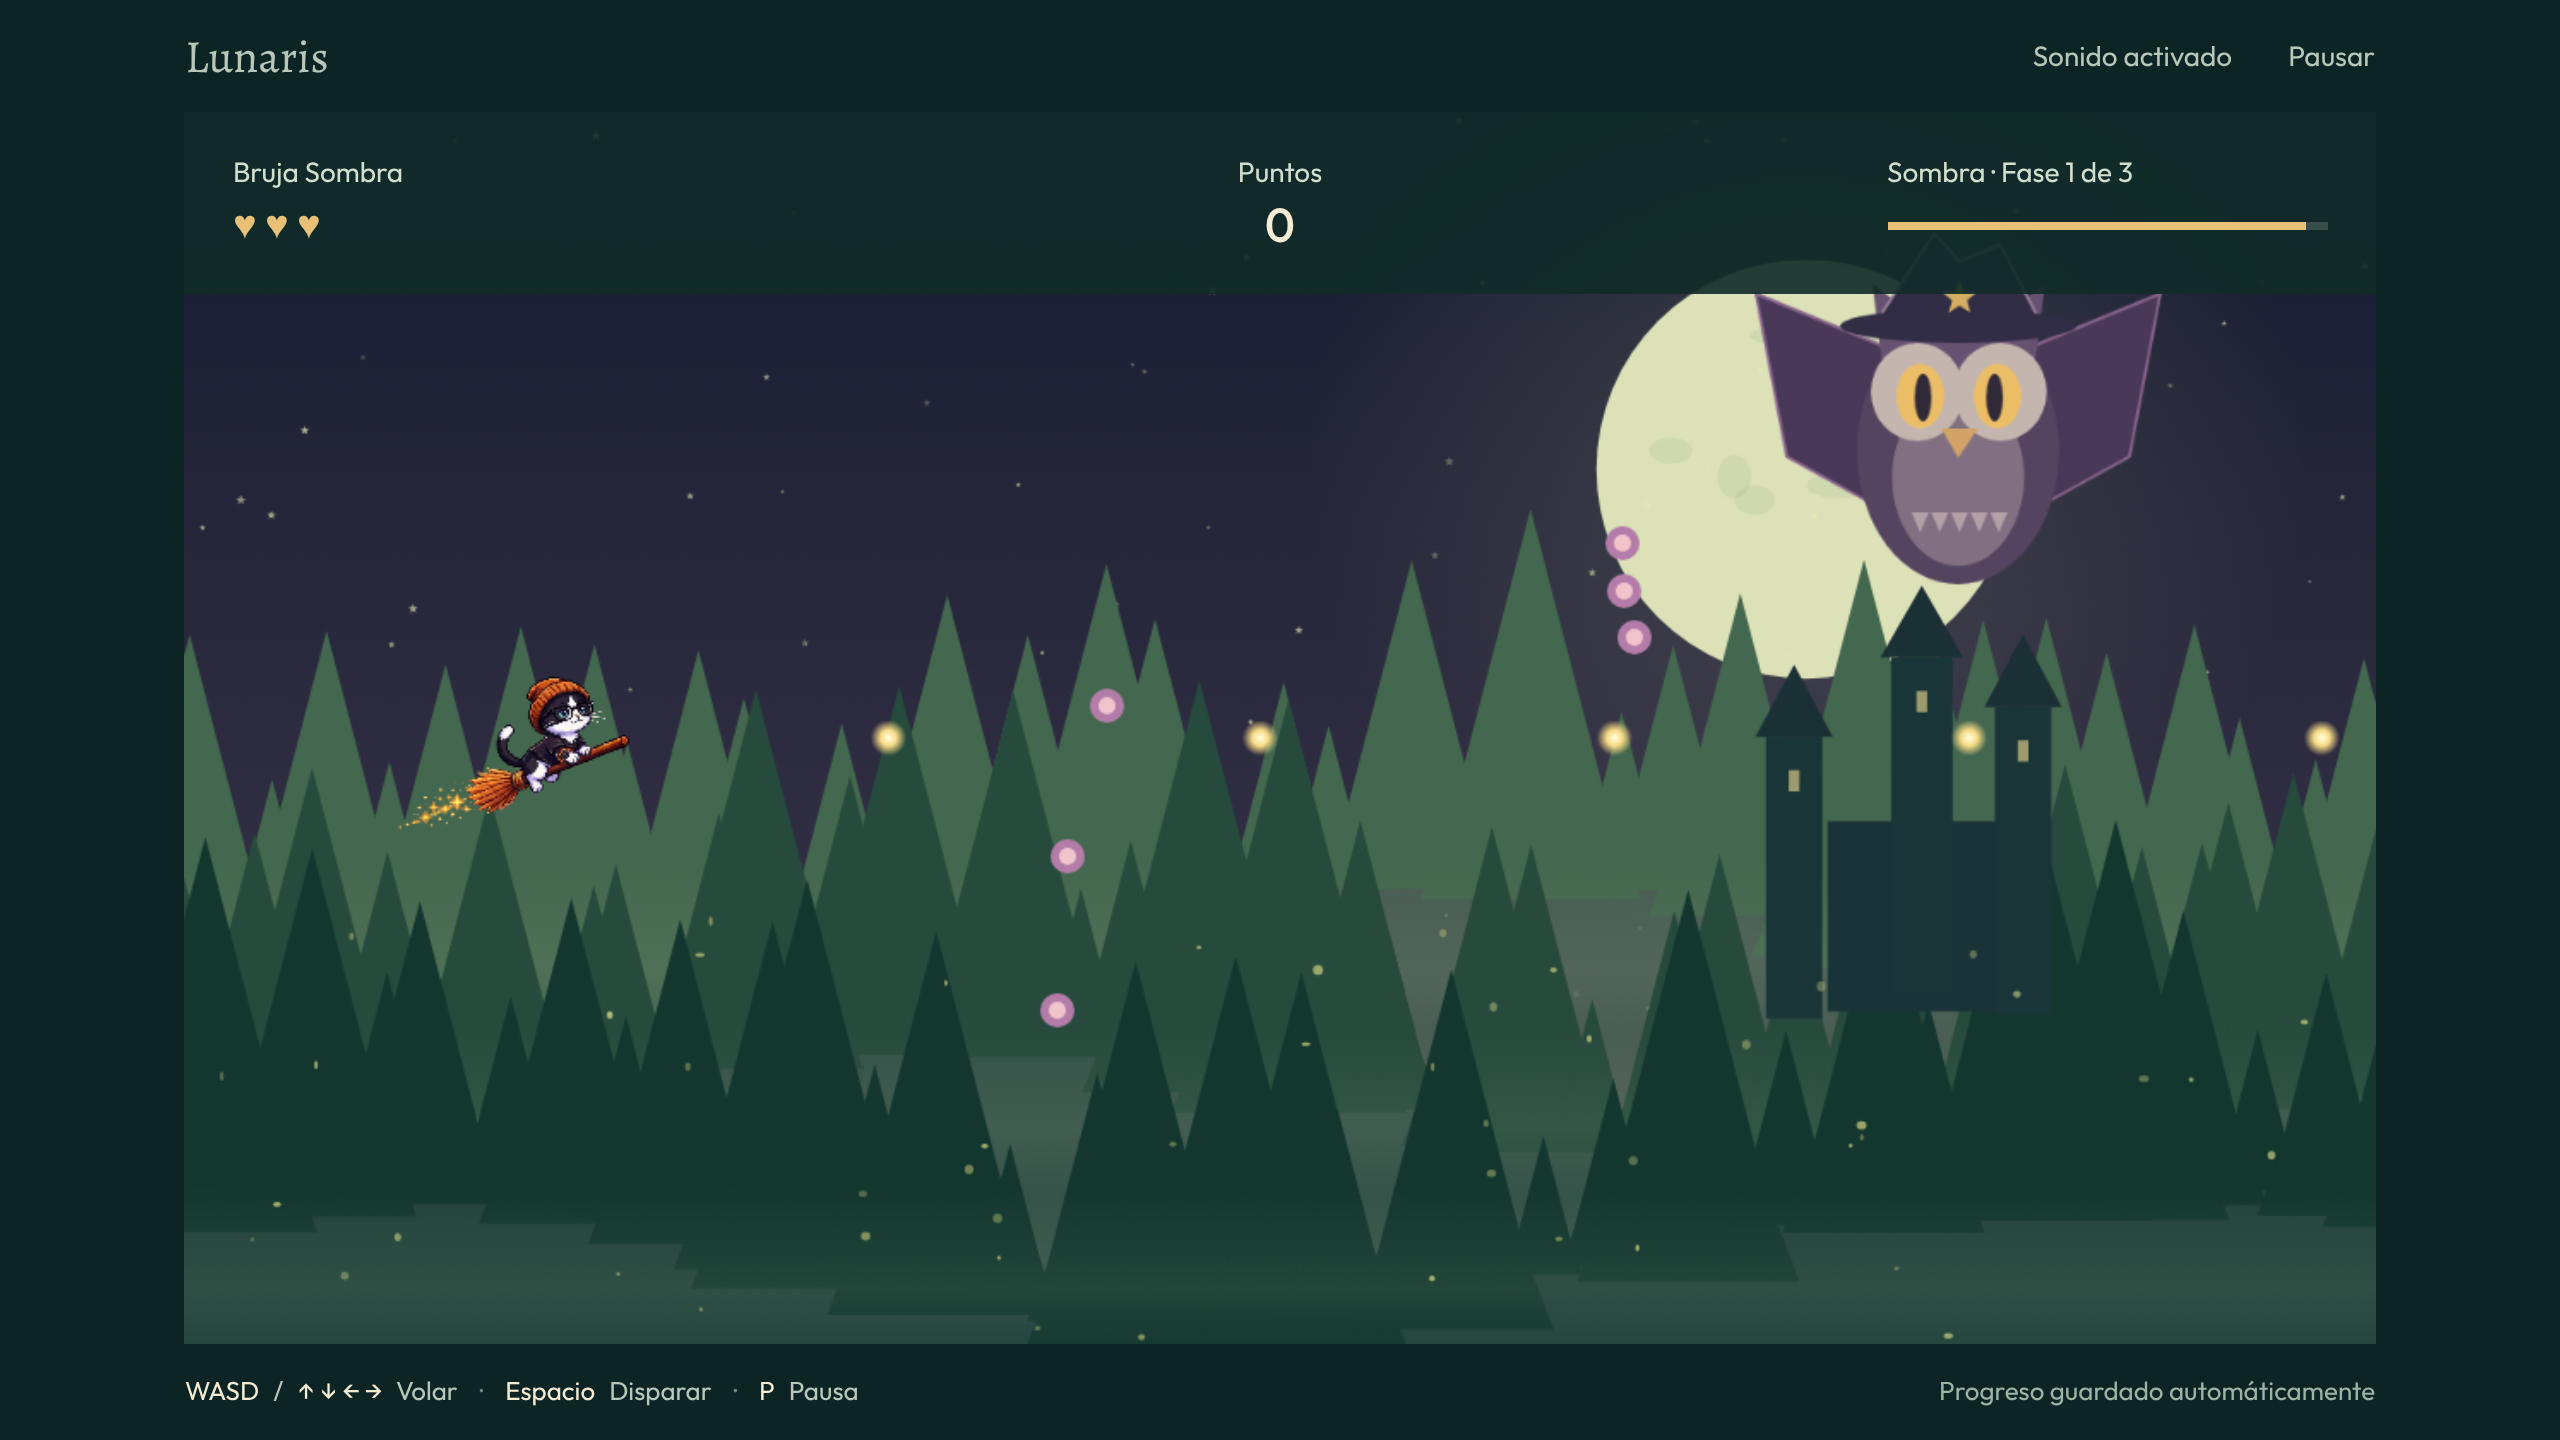 Lunaris
Sonido activado
Pausar
Bruja Sombra
♥ ♥ ♥
Puntos
0
Sombra · Fase 1 de 3
WASD / ↑ ↓ ← → Volar · Espacio Disparar · P Pausa
Progreso guardado automáticamente